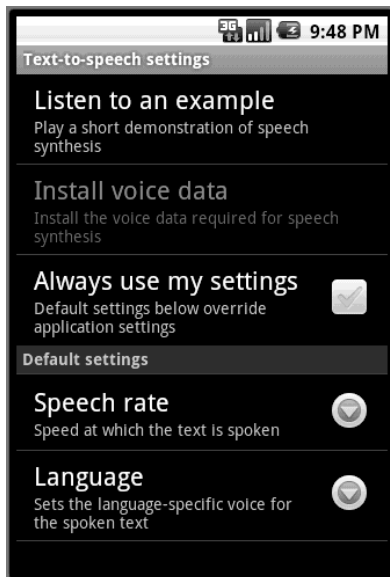 3G 9:48 PM
Text-to-speech settings
Listen to an example
Play a short demonstration of speech
synthesis
Install voice data
Install the voice data required for speech
synthesis
Always use my settings
Default settings below override
application settings
Default settings
Speech rate
Speed at which the text is spoken
Language
Sets the language-specific voice for
the spoken text